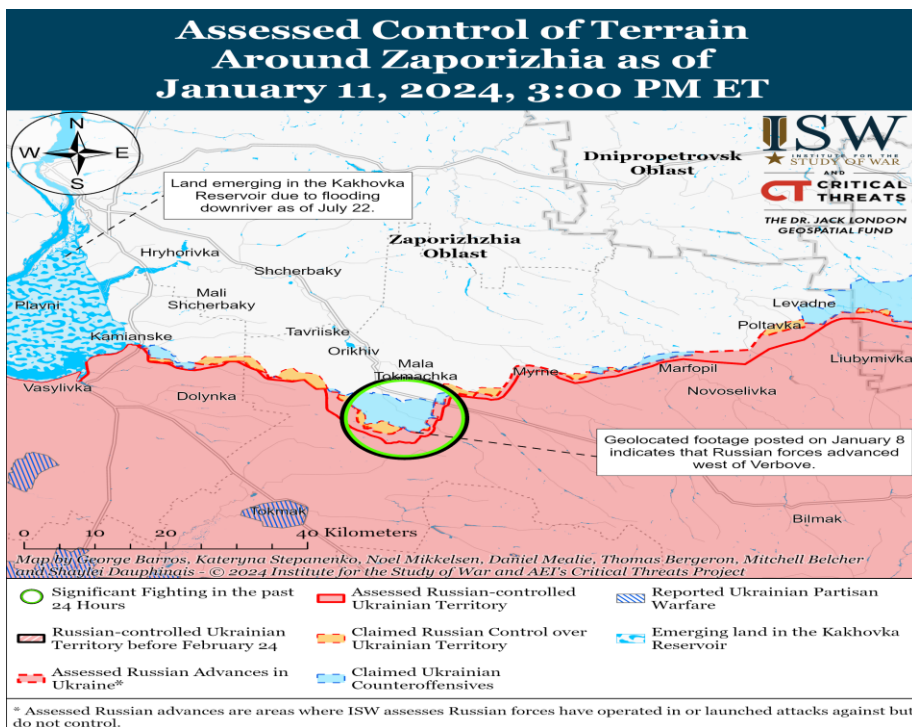 Assessed Control of Terrain
Around Zaporizhia as of
January 11, 2024, 3:00 PM ET
N
W
E
S
ISW
INSTITUTE FOR THE
STUDY OF WAR
AND
CT CRITICAL
THREATS
THE DR. JACK LONDON
GEOSPATIAL FUND
Dnipropetrovsk
Oblast
Land emerging in the Kakhovka
Reservoir due to flooding
downriver as of July 22.
Zaporizhzhia
Oblast
Hryhorivka
Shcherbaky
Mali
Shcherbaky
Plavni
Levadne
Kamianske
Tavriiske
Poltavka
Orikhiv
Mala
Tokmachka
Myrne
Marfopil
Liubymivka
Vasylivka
Dolynka
Novoselivka
Geolocated footage posted on January 8
indicates that Russian forces advanced
west of Verbove.
Tokmak
Bilmak
0 10 20 40 Kilometers
Map by George Barros, Kateryna Stepanenko, Noel Mikkelsen, Daniel Mealie, Thomas Bergeron, Mitchell Belcher
and Shaylei Dauphinais - © 2024 Institute for the Study of War and AEI's Critical Threats Project
Significant Fighting in the past
24 Hours
Assessed Russian-controlled
Ukrainian Territory
Reported Ukrainian Partisan
Warfare
Russian-controlled Ukrainian
Territory before February 24
Claimed Russian Control over
Ukrainian Territory
Emerging land in the Kakhovka
Reservoir
Assessed Russian Advances in
Ukraine*
Claimed Ukrainian
Counteroffensives
* Assessed Russian advances are areas where ISW assesses Russian forces have operated in or launched attacks against but
do not control.